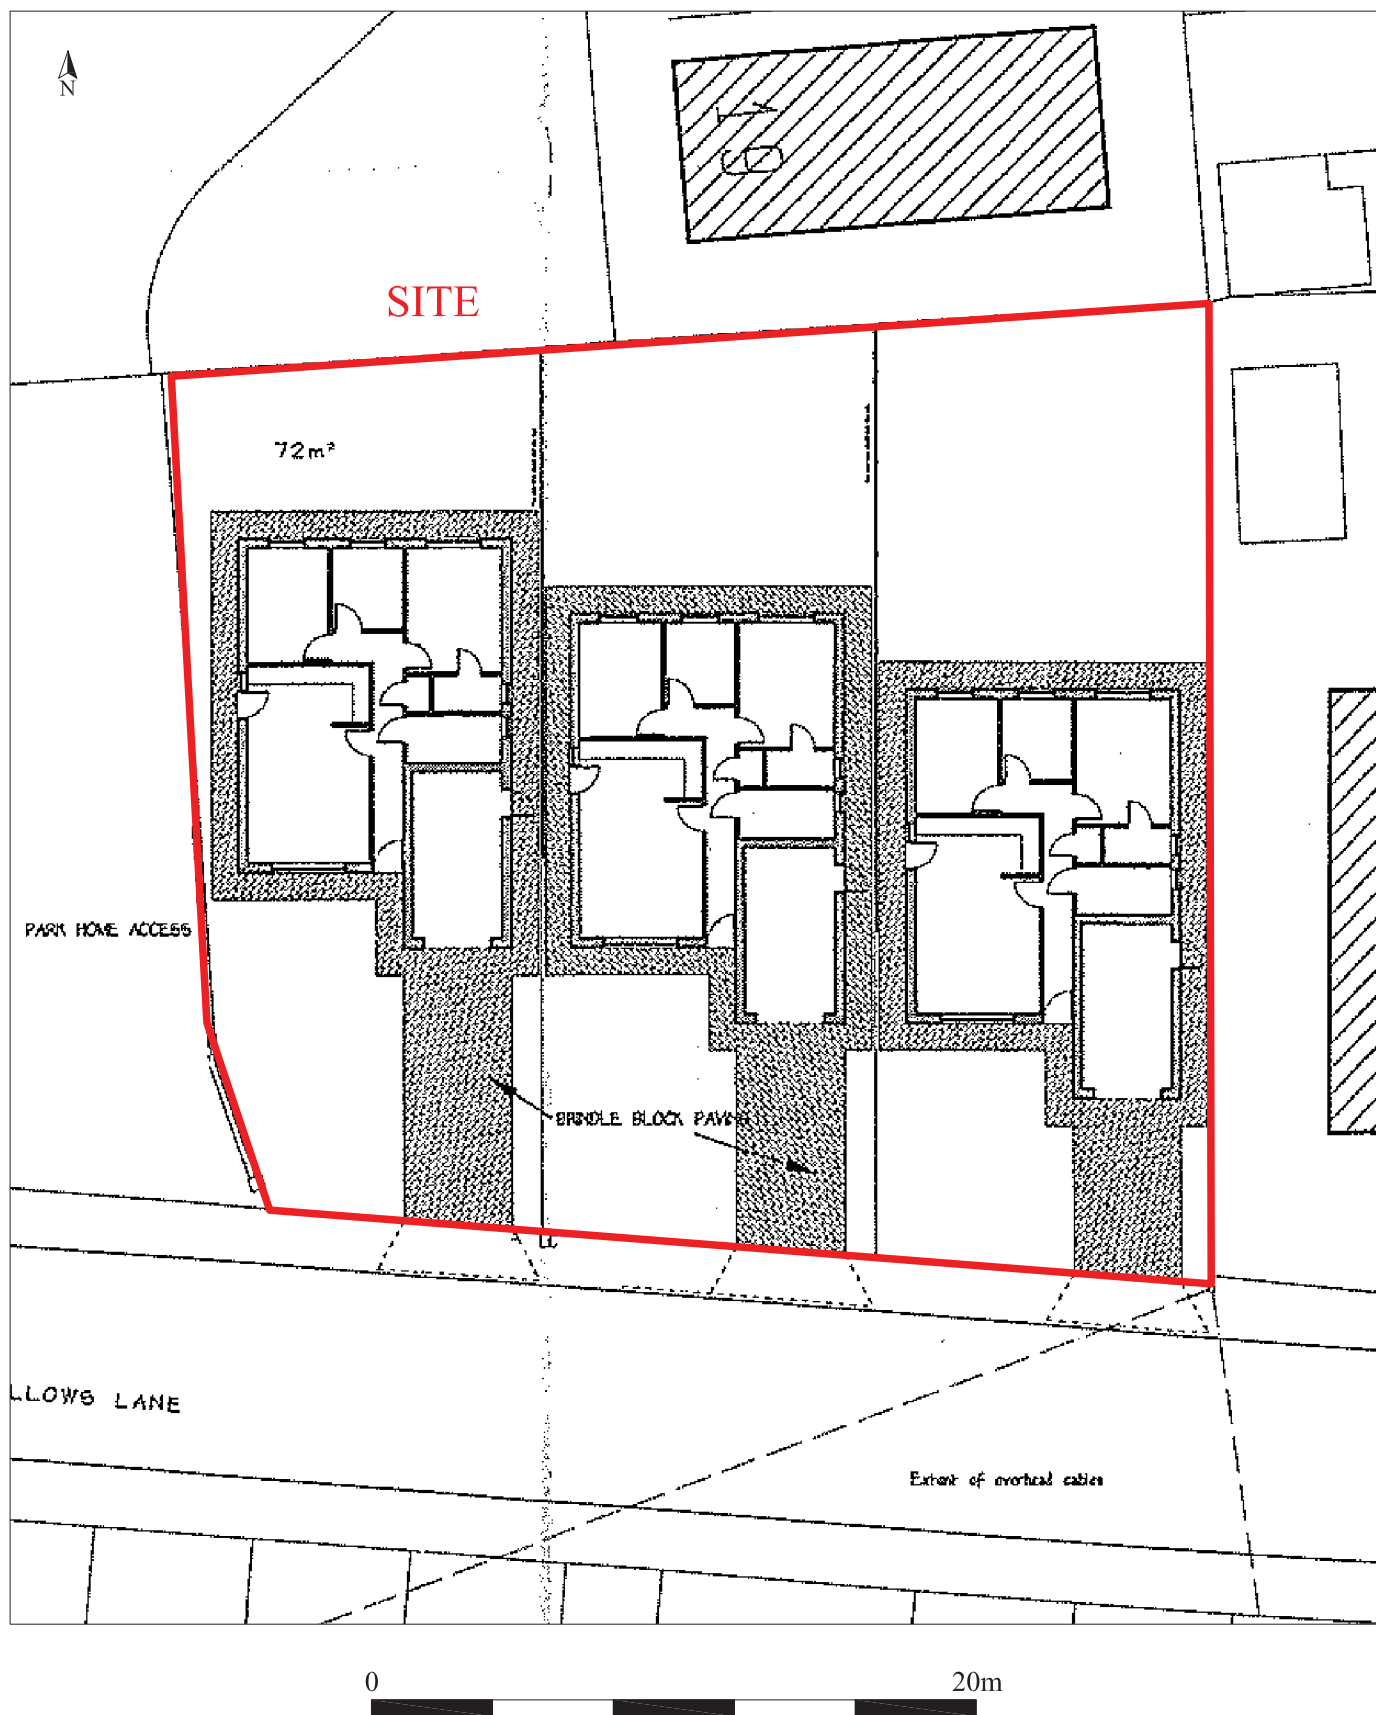 N
SITE
72m²
PARK HOME ACCESS
BRINDLE BLOCK PAVING
LLOWS LANE
Extent of overhead cables
0 20m